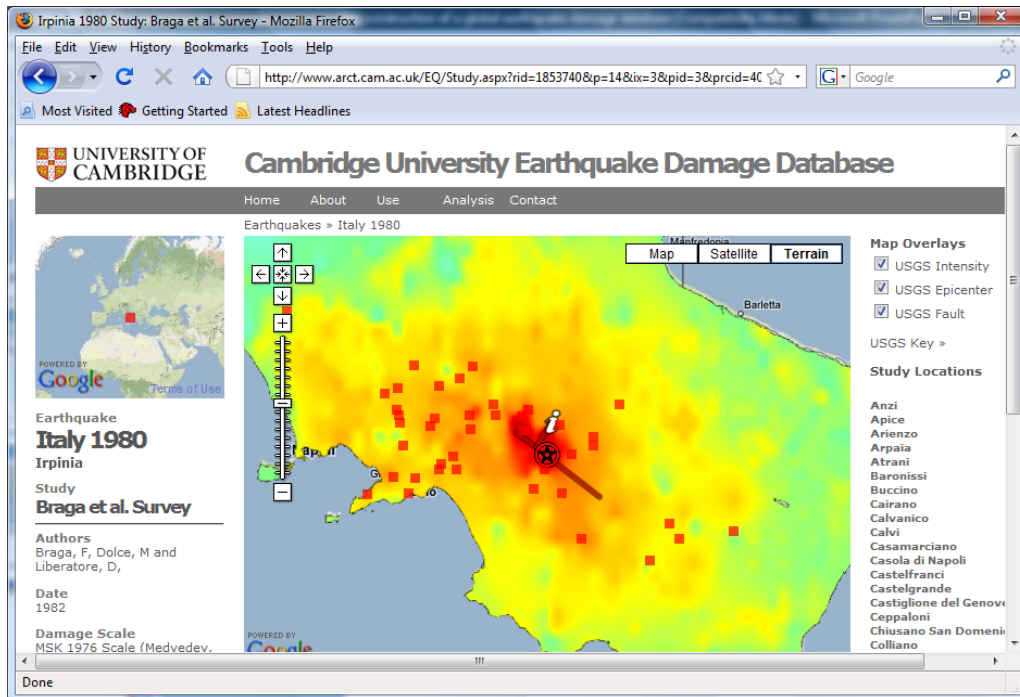 Irpinia 1980 Study: Braga et al. Survey - Mozilla Firefox
File Edit View History Bookmarks Tools Help
http://www.arct.cam.ac.uk/EQ/Study.aspx?rid=1853740&p=14&ix=3&pid=3&prcid=4(
G Google
Most Visited Getting Started Latest Headlines
UNIVERSITY OF
CAMBRIDGE
Cambridge University Earthquake Damage Database
Home About Use Analysis Contact
Earthquakes » Italy 1980
POWERED BY
Google
Terms of Use
Earthquake
Italy 1980
Irpinia
Study
Braga et al. Survey
Authors
Braga, F, Dolce, M and
Liberatore, D,
Date
1982
Damage Scale
MSK 1976 Scale (Medvedev,
Manfredonia
Map Satellite Terrain
Barletta
POWERED BY
Google
Map Overlays
USGS Intensity
USGS Epicenter
USGS Fault
USGS Key »
Study Locations
Anzi
Apice
Arienzo
Arpaia
Atrani
Baronissi
Buccino
Cairano
Calvanico
Calvi
Casamarciano
Casola di Napoli
Castelfranci
Castelgrande
Castiglione del Genove
Ceppaloni
Chiusano San Domeni
Colliano
Done